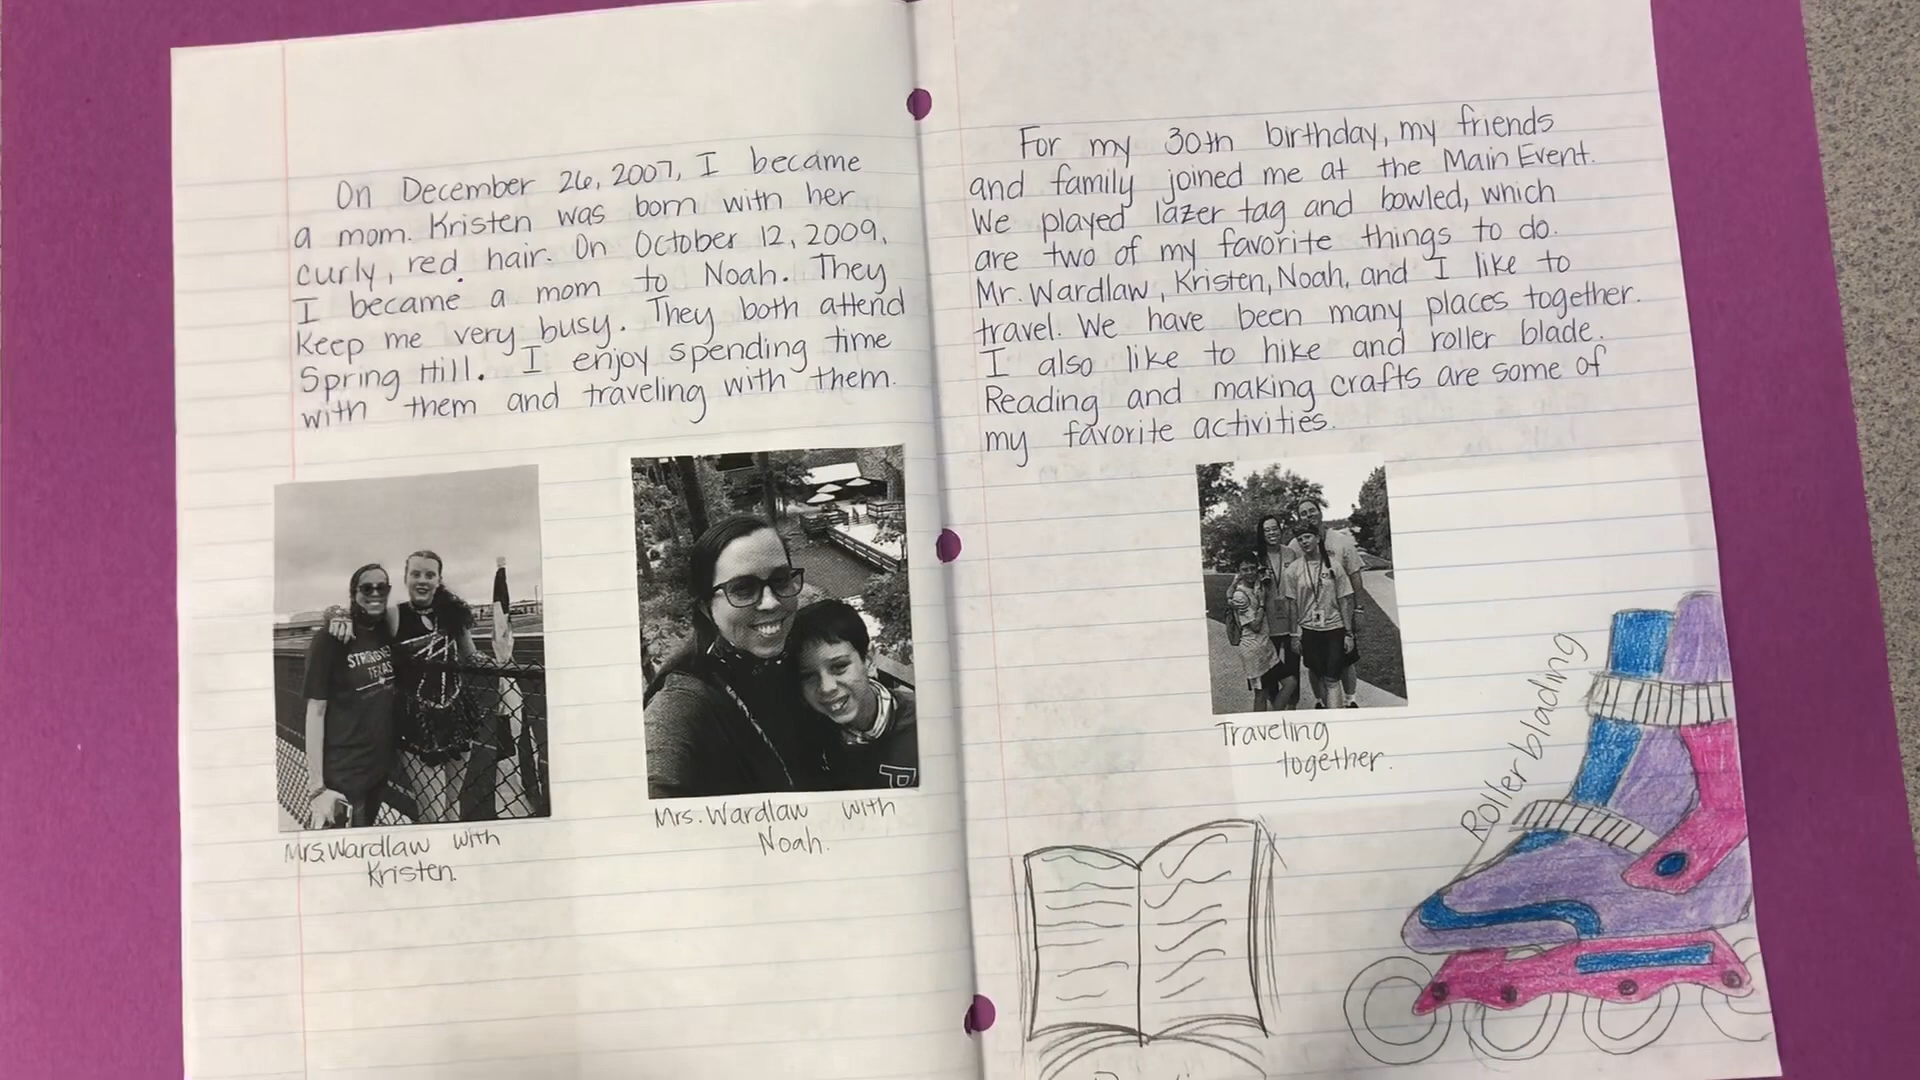 On December 26, 2007, I became
a mom. Kristen was born with her
curly, red hair. On October 12, 2009,
I became a mom to Noah. They
keep me very busy. They both attend
Spring Hill. I enjoy spending time
with them and traveling with them.
STRONGER
TEXAS
P
Mrs. Wardlaw with
Kristen.
Mrs. Wardlaw with
Noah.
For my 30th birthday, my friends
and family joined me at the Main Event.
We played lazer tag and bowled, which
are two of my favorite things to do.
Mr. Wardlaw, Kristen, Noah, and I like to
travel. We have been many places together.
I also like to hike and roller blade.
Reading and making crafts are some of
my favorite activities.
Traveling
together.
Rollerblading